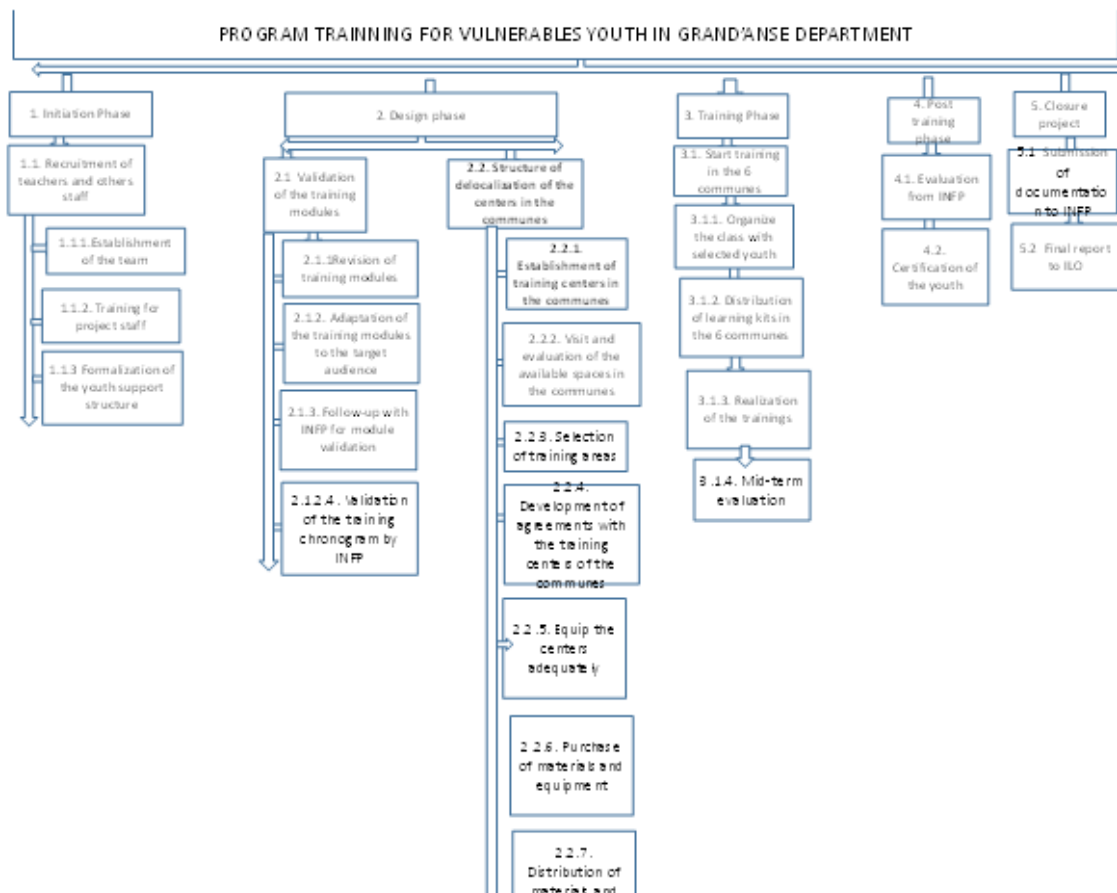 PROGRAM TRAINNING FOR VULNERABLES YOUTH IN GRAND'ANSE DEPARTMENT
1. Initiation Phase
1.1. Recruitment of
teachers and others
staff
1.1.1.Establishment
of the team
1.1.2. Training for
project staff
1.1.3 Formalization of
the youth support
structure
2. Design phase
2.1 Validation
of the training
modules
2.1.1Revision of
training modules
2.1.2. Adaptation of
the training modules
to the target
audience
2.1.3. Follow-up with
INFP for module
validation
2.1.2.4. Validation
of the training
chronogram by
INFP
2.2. Structure of
delocalization of the
centers in the
communes
2.2.1.
Establishment of
training centers in
the communes
2.2.2. Visit and
evaluation of the
available spaces in
the communes
2.2.3. Selection
of training areas
2.2.4.
Development of
agreements with
the training
centers of the
communes
2.2.5. Equip the
centers
adequately
2.2.6. Purchase
of materials and
equipment
2.2.7.
Distribution of
materials and
3. Training Phase
3.1. Start training
in the 6
communes
3.1.1. Organize
the class with
selected youth
3.1.2. Distribution
of learning kits in
the 6 communes
3.1.3. Realization
of the trainings
3.1.4. Mid-term
evaluation
4. Post
training
phase
4.1. Evaluation
from INFP
4.2.
Certification of
the youth
5. Closure
project
5.1 Submission
of
documentatio
n to INFP
5.2 Final report
to ILO